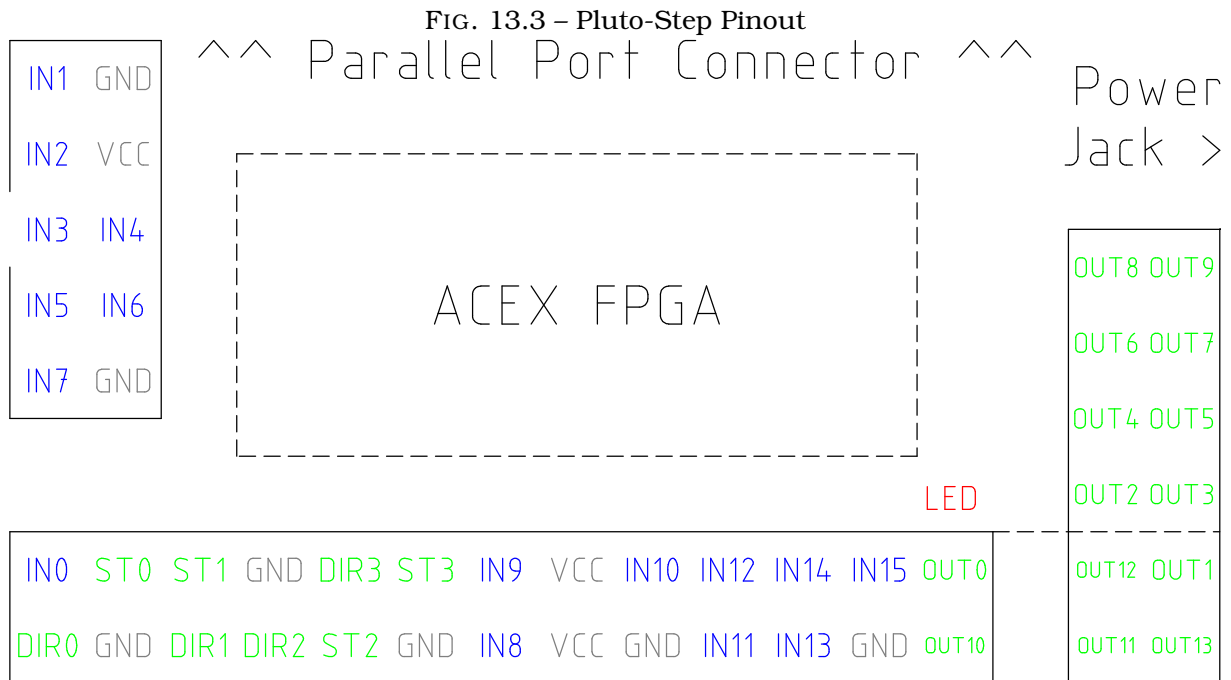 FIG. 13.3 – Pluto-Step Pinout
^^ Parallel Port Connector ^^
Power
Jack >
IN1 GND
IN2 VCC
IN3 IN4
IN5 IN6
IN7 GND
ACEX FPGA
OUT8 OUT9
OUT6 OUT7
OUT4 OUT5
OUT2 OUT3
LED
IN0 ST0 ST1 GND DIR3 ST3 IN9 VCC IN10 IN12 IN14 IN15 OUT0
DIR0 GND DIR1 DIR2 ST2 GND IN8 VCC GND IN11 IN13 GND OUT10
OUT12 OUT1
OUT11 OUT13